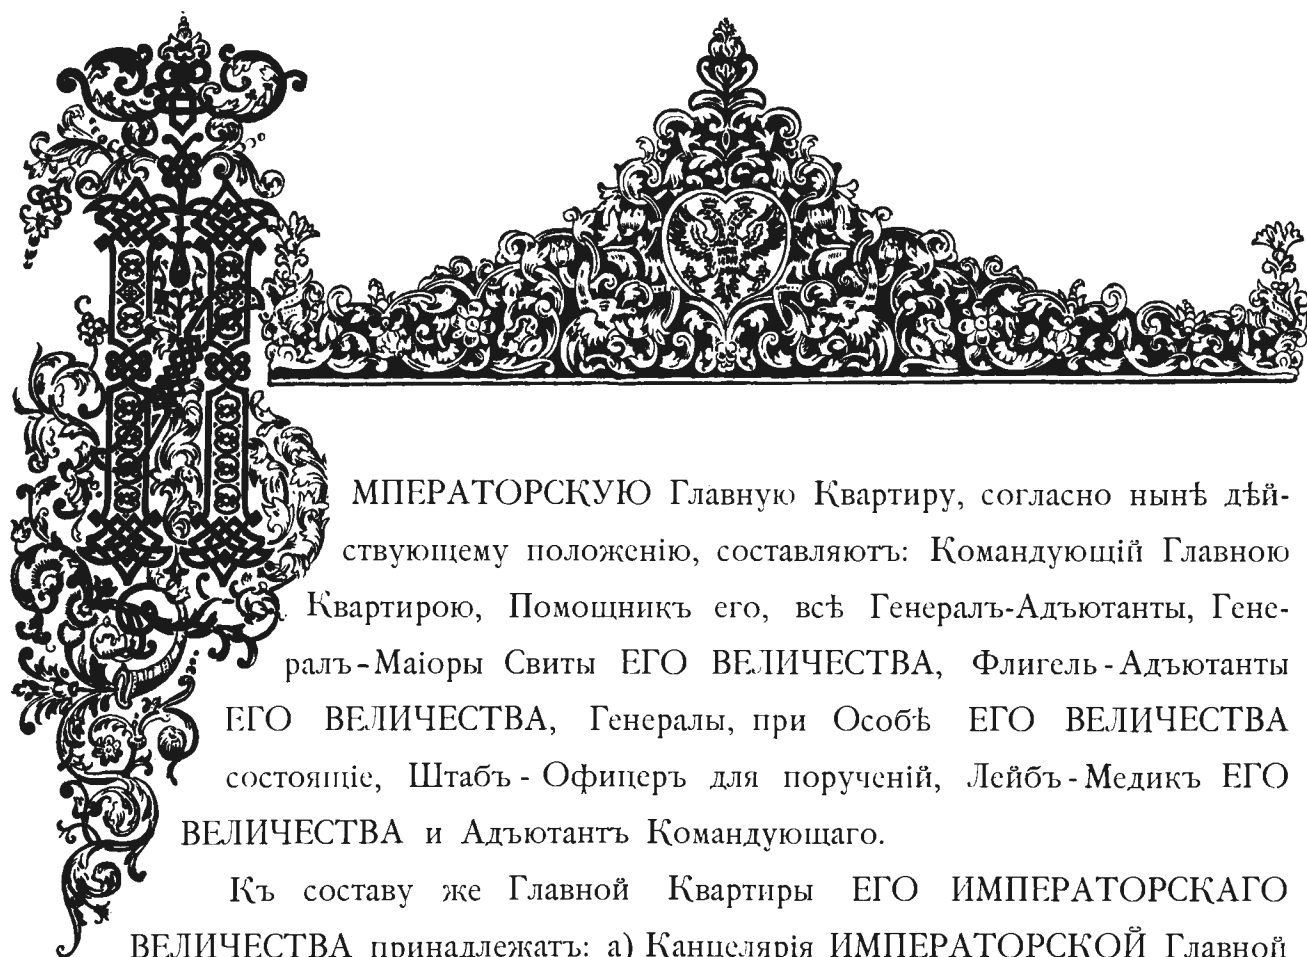 ИМПЕРАТОРСКУЮ Главную Квартиру, согласно нынѣ дѣй-
ствующему положенію, составляютъ: Командующій Главною
Квартирою, Помощникъ его, всѣ Генералъ-Адъютанты, Гене-
ралъ-Маіоры Свиты ЕГО ВЕЛИЧЕСТВА, Флигель-Адъютанты
ЕГО ВЕЛИЧЕСТВА, Генералы, при Особѣ ЕГО ВЕЛИЧЕСТВА
состоящіе, Штабъ-Офицеръ для порученій, Лейбъ-Медикъ ЕГО
ВЕЛИЧЕСТВА и Адъютантъ Командующаго.
Къ составу же Главной Квартиры ЕГО ИМПЕРАТОРСКАГО
ВЕЛИЧЕСТВА принадлежатъ: а) Канцелярія ИМПЕРАТОРСКОЙ Главной